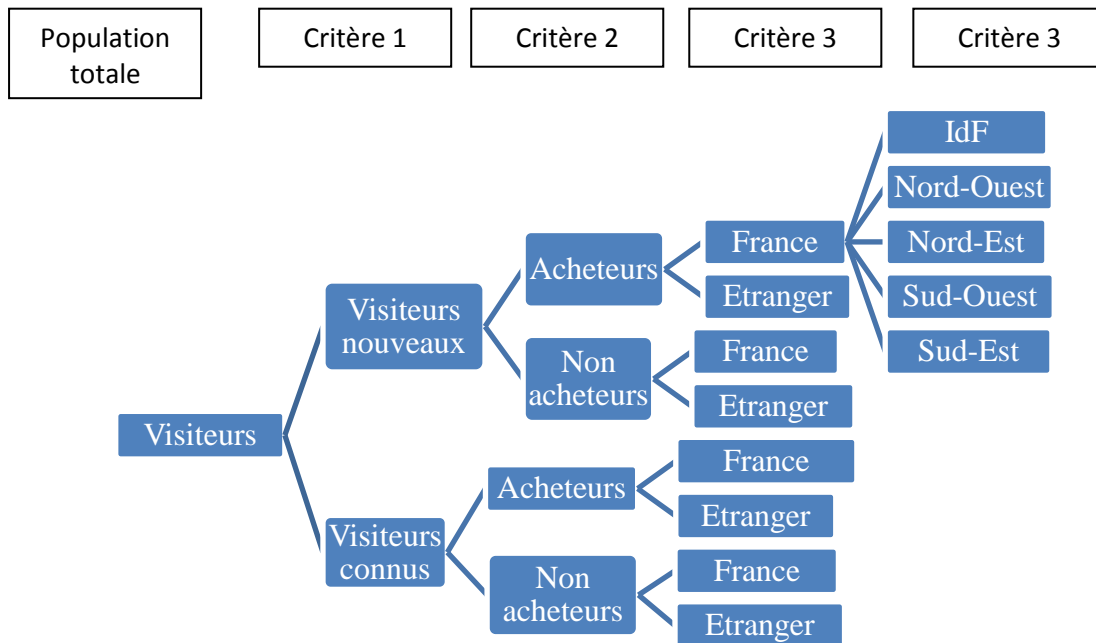 Population
totale
Critère 1
Critère 2
Critère 3
Critère 3
IdF
Nord-Ouest
Nord-Est
Sud-Ouest
Sud-Est
France
Etranger
France
Etranger
France
Etranger
France
Etranger
Acheteurs
Non
acheteurs
Acheteurs
Non
acheteurs
Visiteurs
nouveaux
Visiteurs
connus
Visiteurs